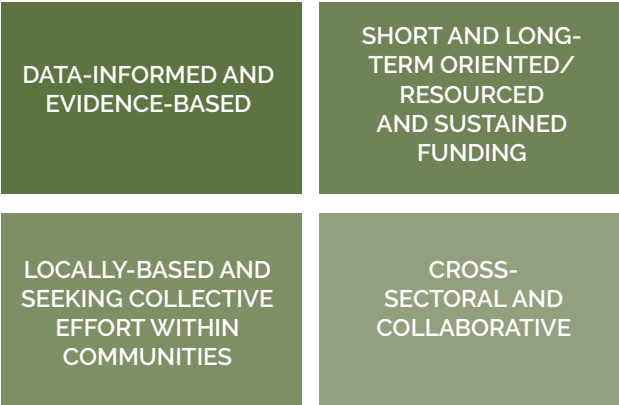 DATA-INFORMED AND
EVIDENCE-BASED
SHORT AND LONG-
TERM ORIENTED/
RESOURCED
AND SUSTAINED
FUNDING
LOCALLY-BASED AND
SEEKING COLLECTIVE
EFFORT WITHIN
COMMUNITIES
CROSS-
SECTORAL AND
COLLABORATIVE